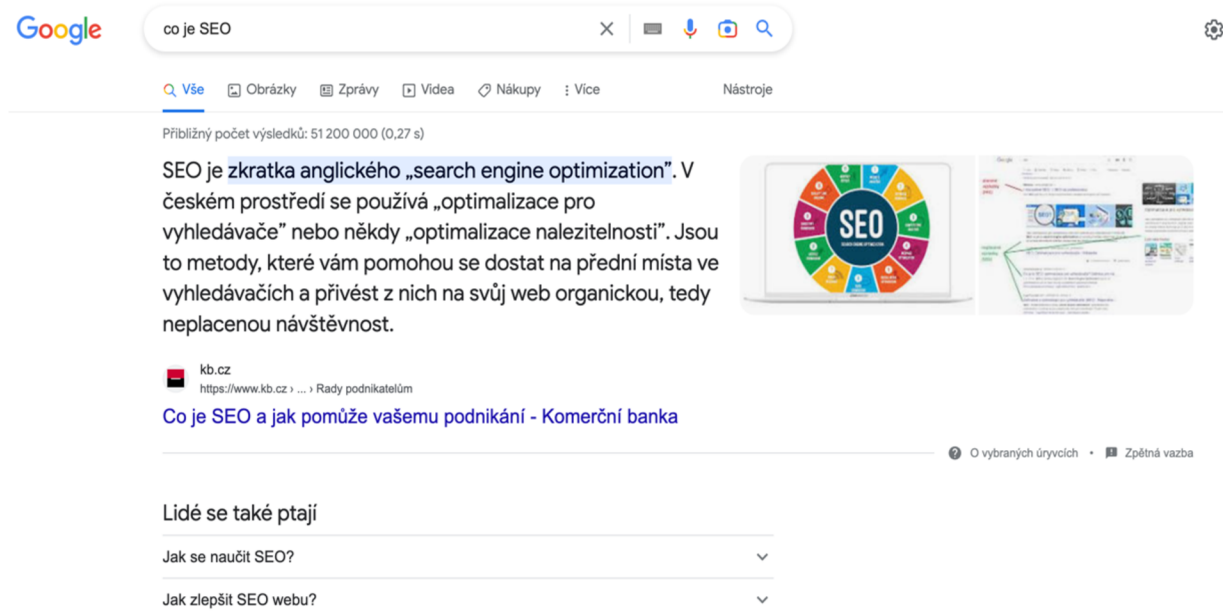 Google
co je SEO
Vše Obrázky Zprávy Videa Nákupy Více Nástroje
Přibližný počet výsledků: 51 200 000 (0,27 s)
SEO je zkratka anglického „search engine optimization”. V
českém prostředí se používá „optimalizace pro
vyhledávače” nebo někdy „optimalizace nalezitelnosti”. Jsou
to metody, které vám pomohou se dostat na přední místa ve
vyhledávačích a přivést z nich na svůj web organickou, tedy
neplacenou návštěvnost.
SEO
kb.cz
https://www.kb.cz › ... › Rady podnikatelům
Co je SEO a jak pomůže vašemu podnikání - Komerční banka
O vybraných úryvcích • Zpětná vazba
Lidé se také ptají
Jak se naučit SEO?
Jak zlepšit SEO webu?